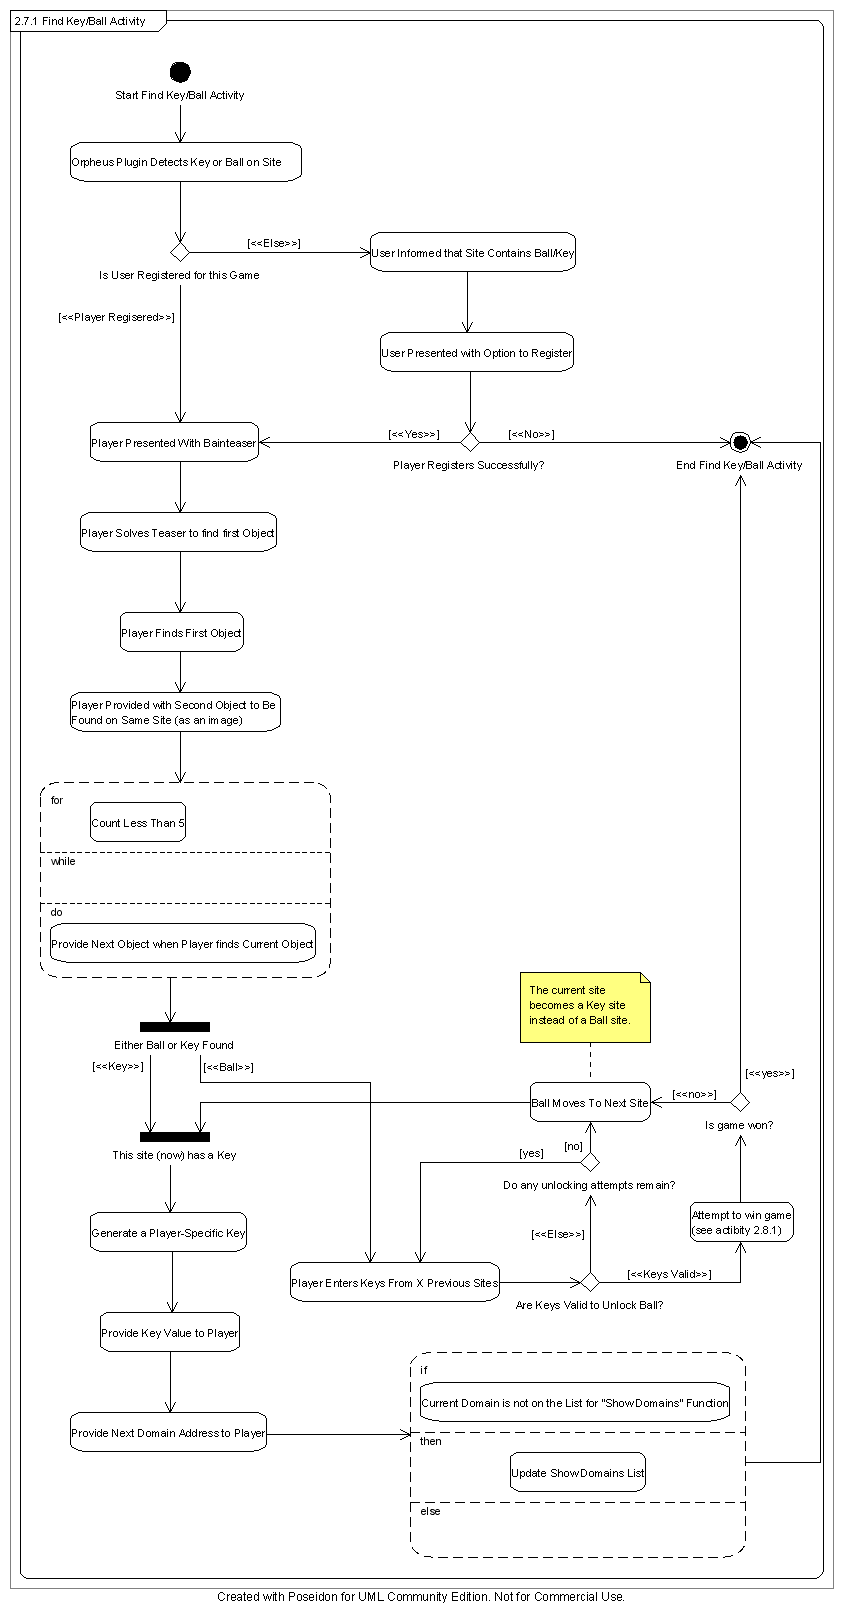 2.7.1 Find Key/Ball Activity
Start Find Key/Ball Activity
Orpheus Plugin Detects Key or Ball on Site
[<<Else>>]
User Informed that Site Contains Ball/Key
Is User Registered for this Game
[<<Player Regisered>>]
User Presented with Option to Register
Player Presented With Bainteaser
[<<Yes>>]
[<<No>>]
Player Registers Successfully?
End Find Key/Ball Activity
Player Solves Teaser to find first Object
Player Finds First Object
Player Provided with Second Object to Be
Found on Same Site (as an image)
for
Count Less Than 5
while
do
Provide Next Object when Player finds Current Object
The current site
becomes a Key site
instead of a Ball site.
Either Ball or Key Found
[<<Key>>]
[<<Ball>>]
[<<yes>>]
Ball Moves To Next Site
[<<no>>]
Is game won?
This site (now) has a Key
[yes]
[no]
Do any unlocking attempts remain?
Generate a Player-Specific Key
[<<Else>>]
Attempt to win game
(see actibity 2.8.1)
Player Enters Keys From X Previous Sites
[<<Keys Valid>>]
Are Keys Valid to Unlock Ball?
Provide Key Value to Player
if
Current Domain is not on the List for "ShowDomains" Function
Provide Next Domain Address to Player
then
Update ShowDomains List
else
Created with Poseidon for UML Community Edition. Not for Commercial Use.